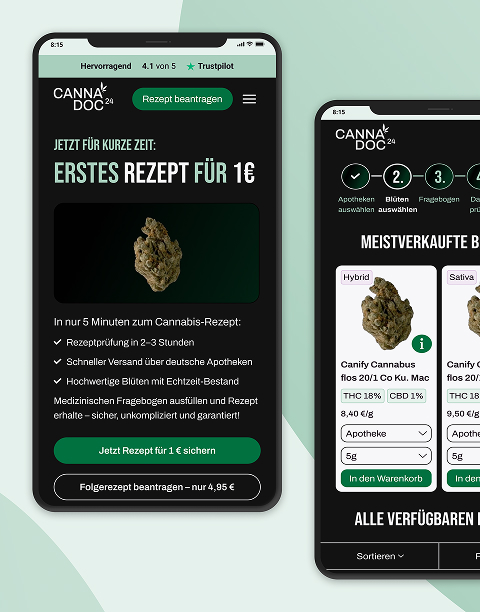 8:15
Hervorragend 4.1 von 5 Trustpilot
CANNA
DOC24
Rezept beantragen
JETZT FÜR KURZE ZEIT:
ERSTES REZEPT FÜR 1€
In nur 5 Minuten zum Cannabis-Rezept:
Rezeptprüfung in 2–3 Stunden
Schneller Versand über deutsche Apotheken
Hochwertige Blüten mit Echtzeit-Bestand
Medizinischen Fragebogen ausfüllen und Rezept
erhalte – sicher, unkompliziert und garantiert!
Jetzt Rezept für 1 € sichern
Folgerezept beantragen – nur 4,95 €
8:15
CANNA
DOC24
2. 3. 4
Apotheken Blüten Fragebogen Da
auswählen auswählen prü
MEISTVERKAUFTE B
Hybrid
Sativa
i
Canify Cannabus
flos 20/1 Co Ku. Mac
THC 18% CBD 1%
8,40 €/g
Apotheke
5g
In den Warenkorb
Canify C
flos 20/1
THC 18
9,50 €/g
Apothe
5g
In den
ALLE VERFÜGBAREN
Sortieren
F